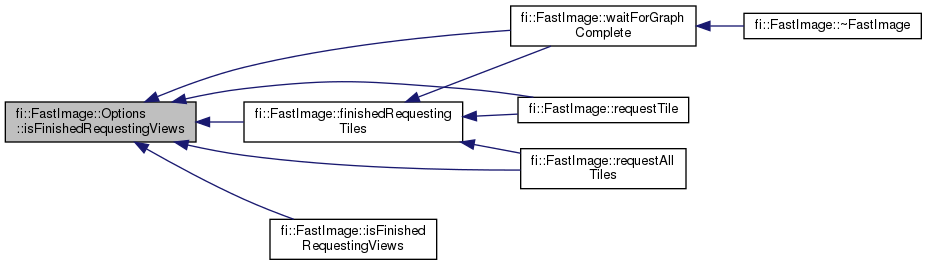 fi::FastImage::Options
::isFinishedRequestingViews
fi::FastImage::finishedRequesting
Tiles
fi::FastImage::waitForGraph
Complete
fi::FastImage::~FastImage
fi::FastImage::requestTile
fi::FastImage::requestAll
Tiles
fi::FastImage::isFinished
RequestingViews